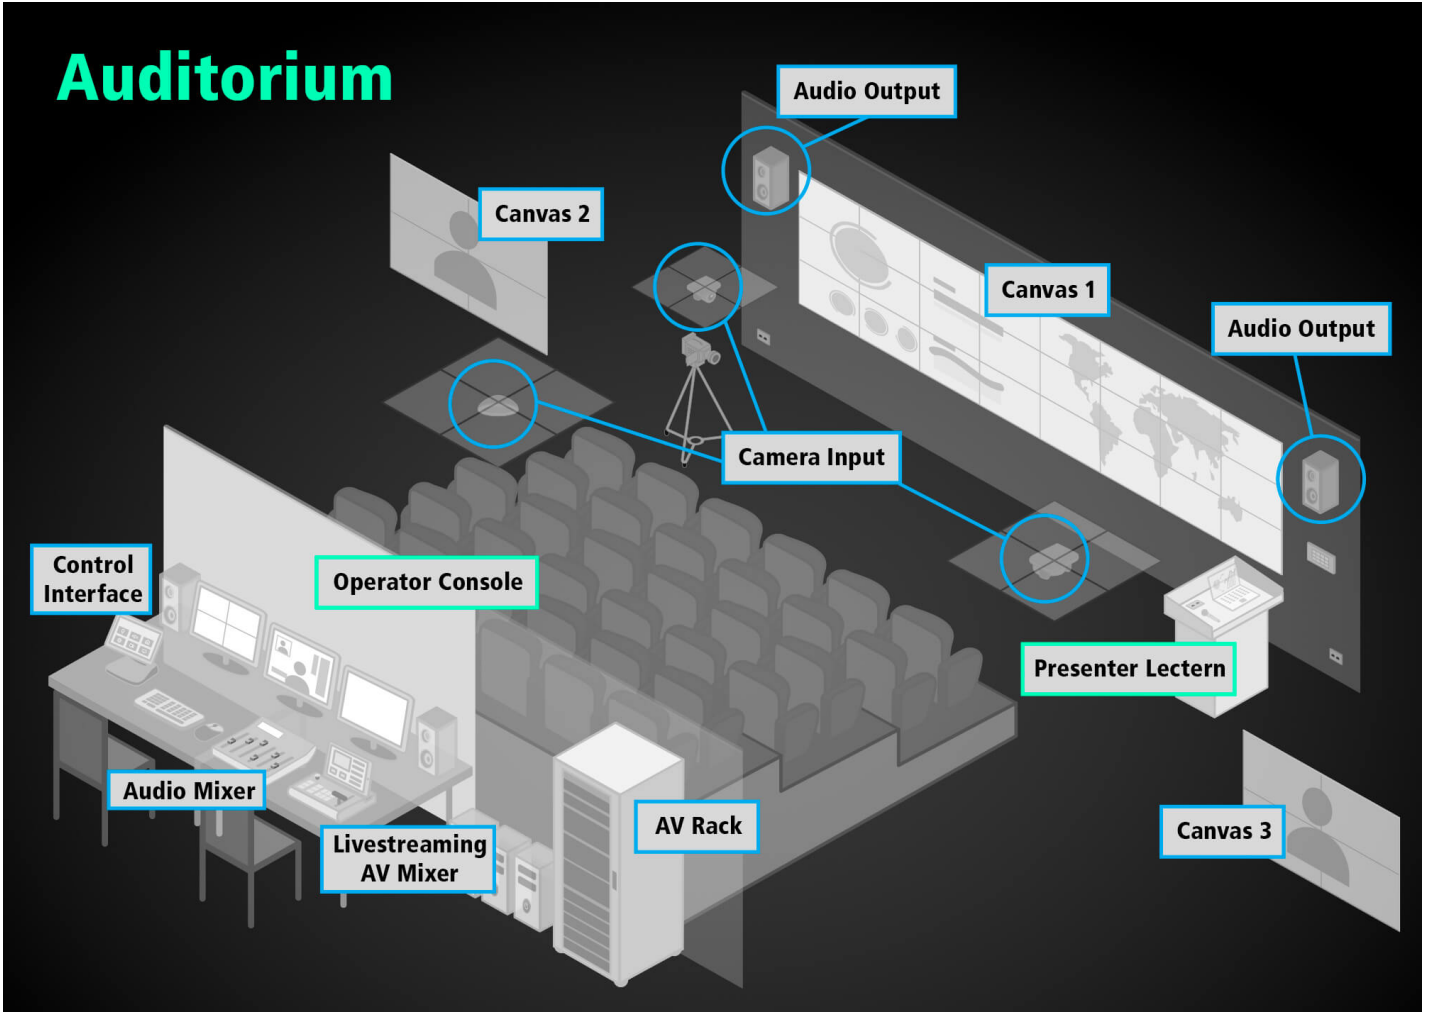 Auditorium
Audio Output
Canvas 2
Canvas 1
Audio Output
Camera Input
Control
Interface
Operator Console
Presenter Lectern
Audio Mixer
AV Rack
Livestreaming
AV Mixer
Canvas 3